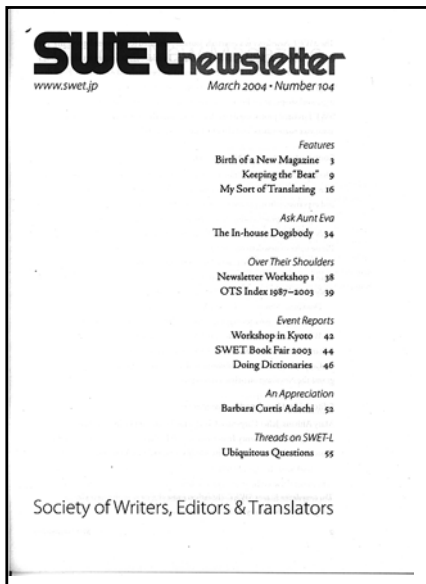 SWETnewsletter
www.swet.jp March 2004 • Number 104
Features
Birth of a New Magazine 3
Keeping the "Beat" 9
My Sort of Translating 16
Ask Aunt Eva
The In-house Dogsbody 34
Over Their Shoulders
Newsletter Workshop 1 38
OTS Index 1987–2003 39
Event Reports
Workshop in Kyoto 42
SWET Book Fair 2003 44
Doing Dictionaries 46
An Appreciation
Barbara Curtis Adachi 52
Threads on SWET-L
Ubiquitous Questions 55
Society of Writers, Editors & Translators